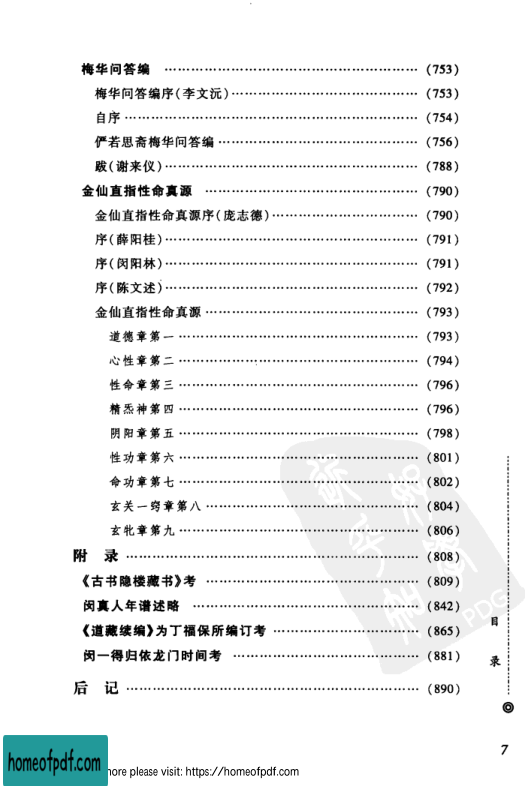 梅华问答编 …………………………………… (753)
梅华问答编序(李文沅)…………………………… (753)
自序 …………………………………………… (754)
俨若思斋梅华问答编 …………………………… (756)
跋(谢来仪)…………………………………… (788)
金仙直指性命真源 …………………………… (790)
金仙直指性命真源序(庞志德)………………… (790)
序(薛阳桂)…………………………………… (791)
序(闵阳林)…………………………………… (791)
序(陈文述)…………………………………… (792)
金仙直指性命真源 …………………………… (793)
道德章第一 …………………………………… (793)
心性章第二 …………………………………… (794)
性命章第三 …………………………………… (796)
精炁神第四 …………………………………… (796)
阴阳章第五 …………………………………… (798)
性功章第六 …………………………………… (801)
命功章第七 …………………………………… (802)
玄关一窍章第八 ……………………………… (804)
玄牝章第九 …………………………………… (806)
附 录 ………………………………………… (808)
《古书隐楼藏书》考 …………………………… (809)
闵真人年谱述略 ……………………………… (842)
《道藏续编》为丁福保所编订考 ………………… (865)
闵一得归依龙门时间考 ……………………… (881)
后 记 ………………………………………… (890)
PDG
目
录
7
homeofpdf.com
more please visit: https://homeofpdf.com